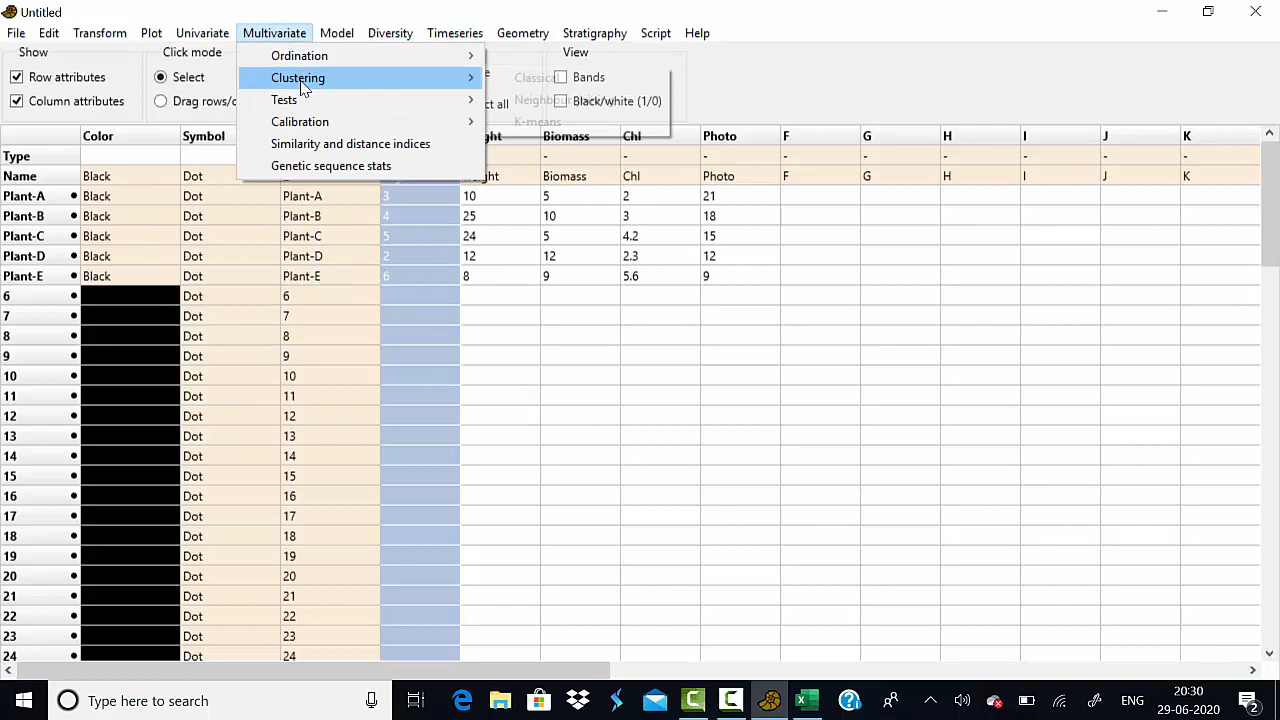 Untitled
File Edit Transform Plot Univariate Multivariate Model Diversity Timeseries Geometry Stratigraphy Script Help
Show Click mode View
Row attributes Select Bands
Column attributes Drag rows/c ct all Black/white (1/0)
Ordination
Clustering
Tests
Calibration
Similarity and distance indices
Genetic sequence stats
Classical
K-means
Color Symbol Biomass Chl Photo F G H I J K
Type - - - - - - - - -
Name Black Dot Biomass Chl Photo F G H I J K
Plant-A Black Dot Plant-A 3 10 5 2 21
Plant-B Black Dot Plant-B 4 25 10 3 18
Plant-C Black Dot Plant-C 5 24 5 4.2 15
Plant-D Black Dot Plant-D 2 12 12 2.3 12
Plant-E Black Dot Plant-E 6 8 9 5.6 9
6 Dot 6
7 Dot 7
8 Dot 8
9 Dot 9
10 Dot 10
11 Dot 11
12 Dot 12
13 Dot 13
14 Dot 14
15 Dot 15
16 Dot 16
17 Dot 17
18 Dot 18
19 Dot 19
20 Dot 20
21 Dot 21
22 Dot 22
23 Dot 23
24 Dot 24
Type here to search
ENG
20:30
29-06-2020
2